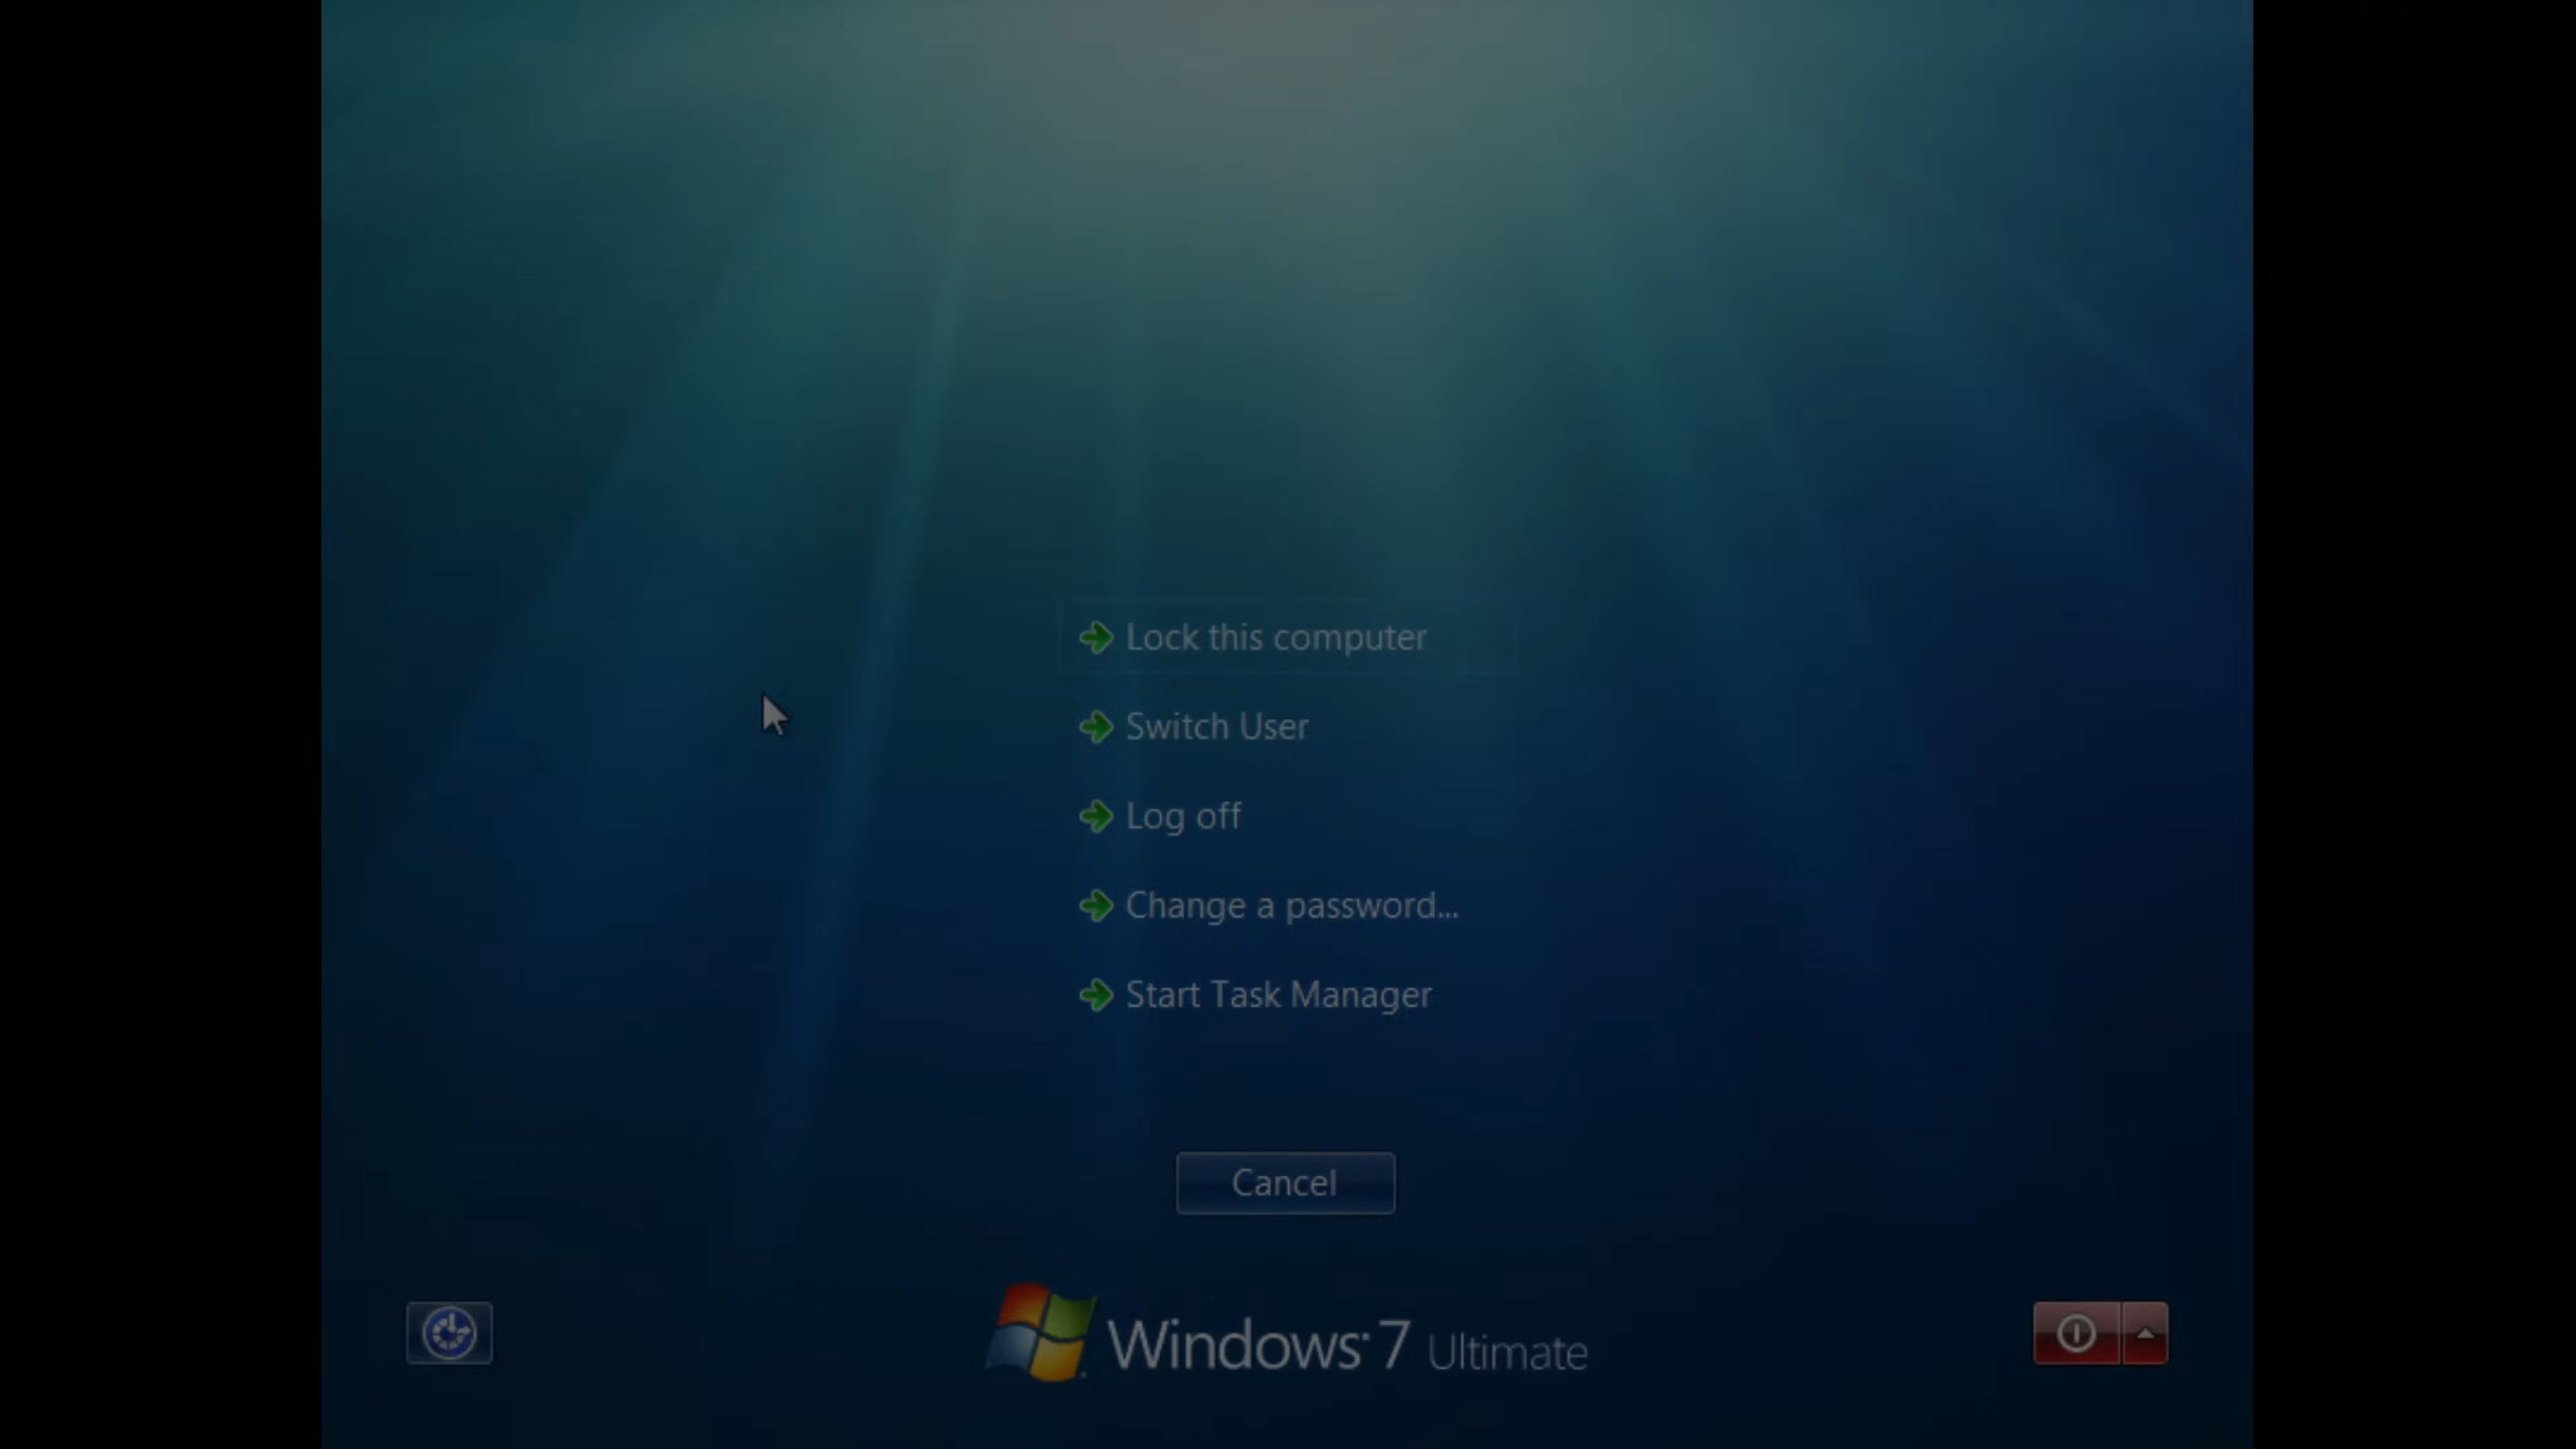 Lock this computer
Switch User
Log off
Change a password...
Start Task Manager
Cancel
Windows 7 Ultimate